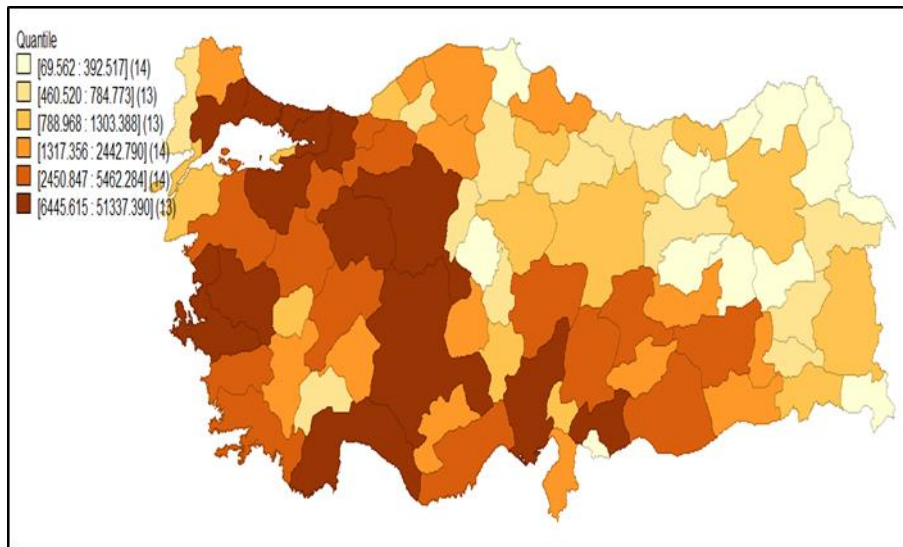 Quantile
[69.562 : 392.517] (14)
[460.520 : 784.773] (13)
[788.968 : 1303.388] (13)
[1317.356 : 2442.790] (14)
[2450.847 : 5462.284] (14)
[6445.615 : 51337.390] (13)